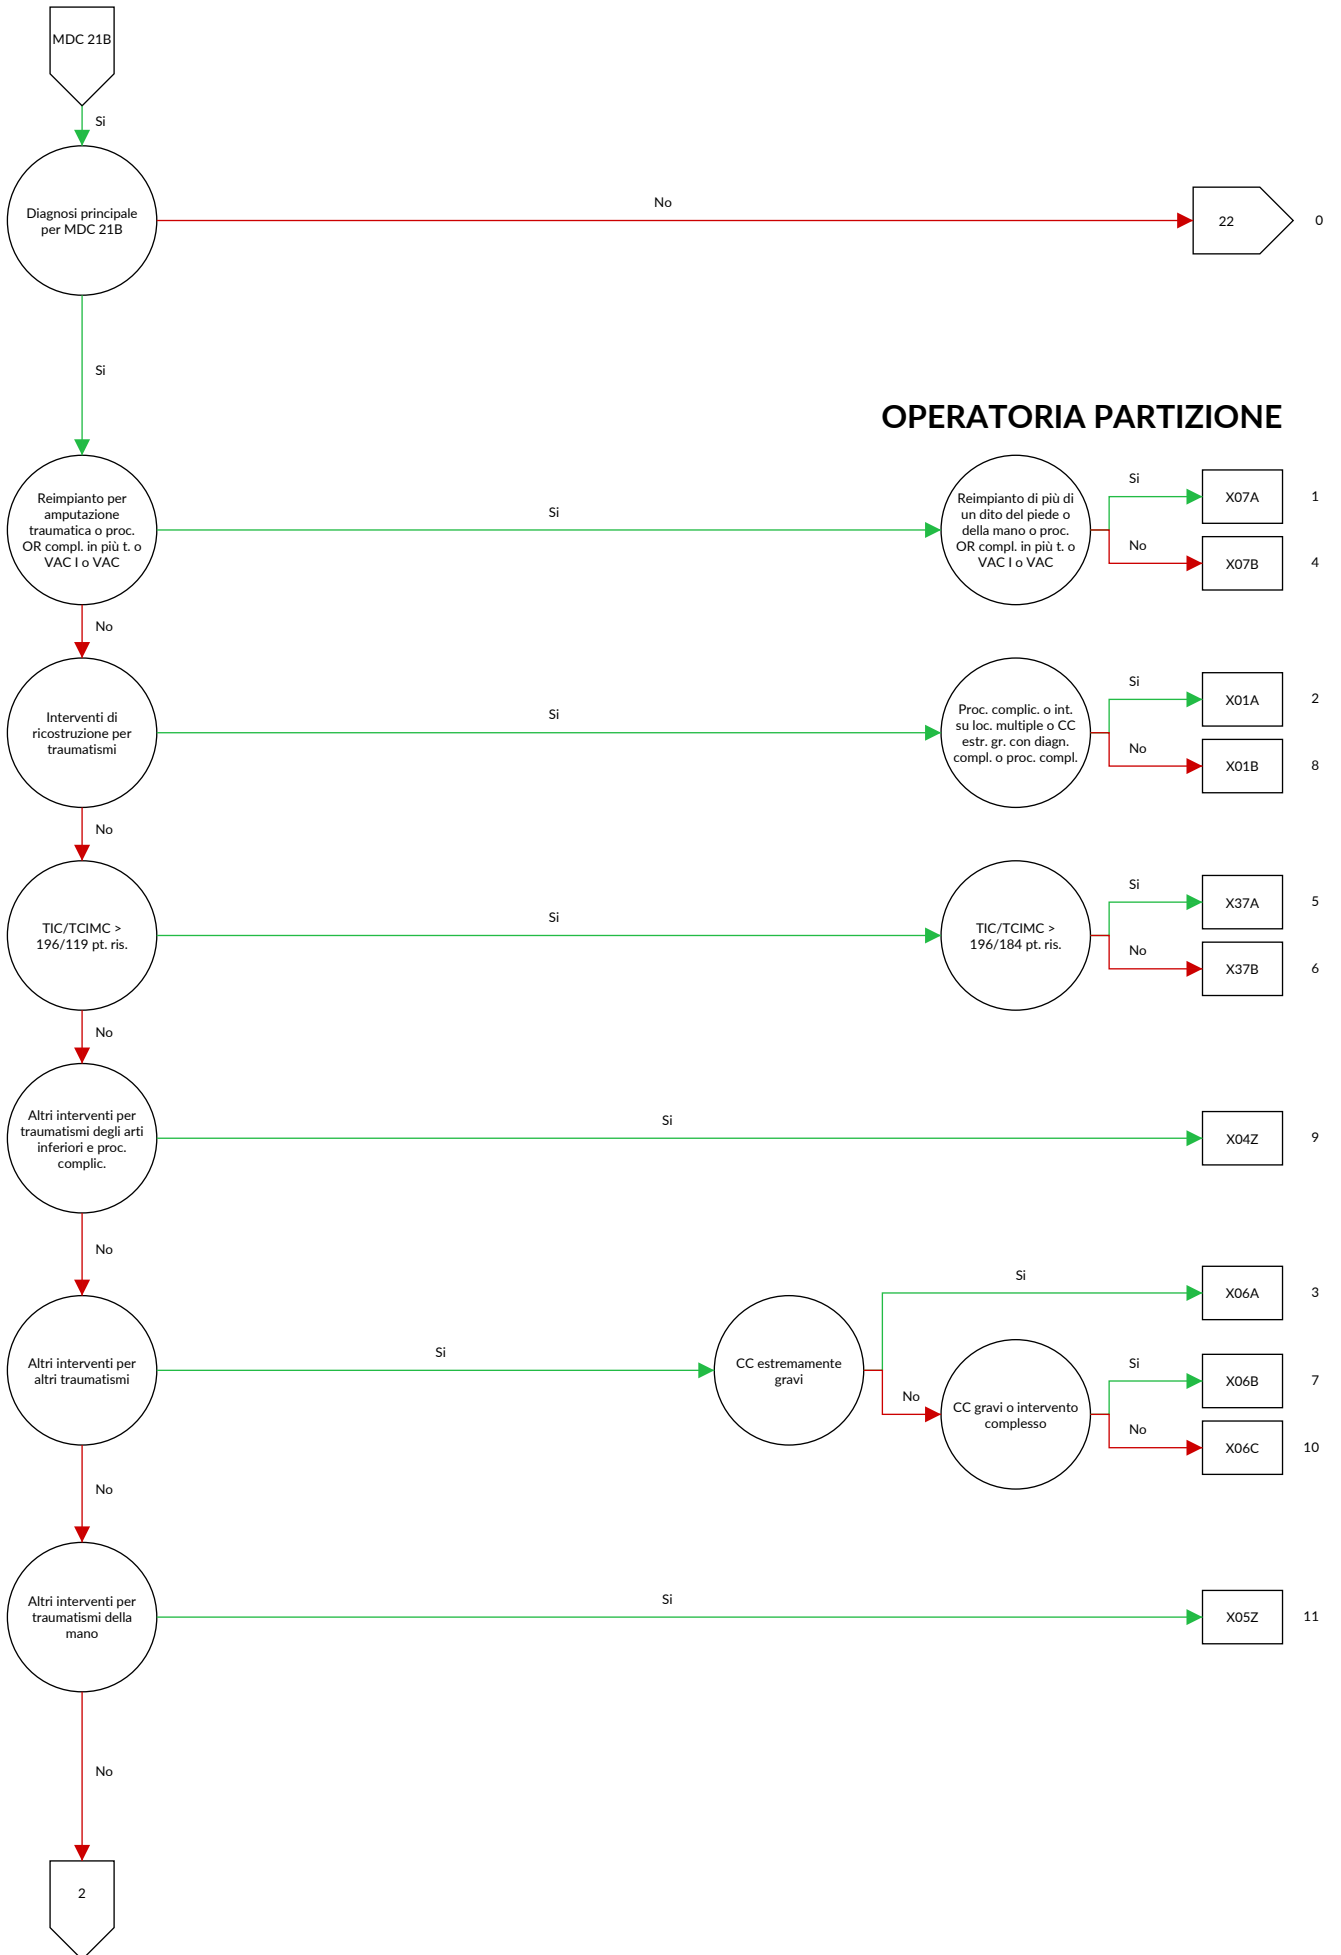 MDC 21B
Si
Diagnosi principale
per MDC 21B
No
22
0
Si
OPERATORIA PARTIZIONE
Reimpianto per
amputazione
traumatica o proc.
OR compl. in più t. o
VAC I o VAC
Si
Reimpianto di più di
un dito del piede o
della mano o proc.
OR compl. in più t. o
VAC I o VAC
Si
X07A
1
No
X07B
4
No
Interventi di
ricostruzione per
traumatismi
Si
Proc. complic. o int.
su loc. multiple o CC
estr. gr. con diagn.
compl. o proc. compl.
Si
X01A
2
No
X01B
8
No
TIC/TCIMC >
196/119 pt. ris.
Si
TIC/TCIMC >
196/184 pt. ris.
Si
X37A
5
No
X37B
6
No
Altri interventi per
traumatismi degli arti
inferiori e proc.
complic.
Si
X04Z
9
No
Altri interventi per
altri traumatismi
Si
CC estremamente
gravi
Si
X06A
3
No
CC gravi o intervento
complesso
Si
X06B
7
No
X06C
10
No
Altri interventi per
traumatismi della
mano
Si
X05Z
11
No
2